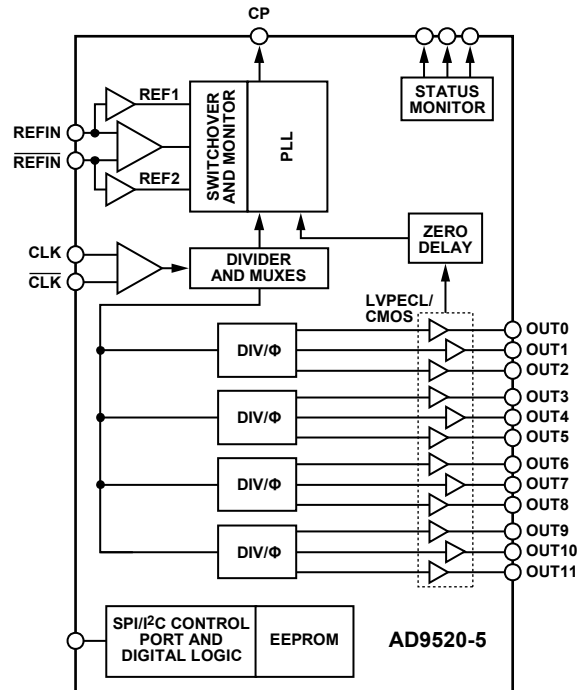 CP
REF1
REFIN
REFIN
REF2
SWITCHOVER
AND MONITOR
PLL
STATUS
MONITOR
CLK
CLK
DIVIDER
AND MUXES
ZERO
DELAY
LVPECL/
CMOS
DIV/Φ
OUT0
OUT1
OUT2
DIV/Φ
OUT3
OUT4
OUT5
DIV/Φ
OUT6
OUT7
OUT8
DIV/Φ
OUT9
OUT10
OUT11
SPI/I²C CONTROL
PORT AND
DIGITAL LOGIC
EEPROM
AD9520-5